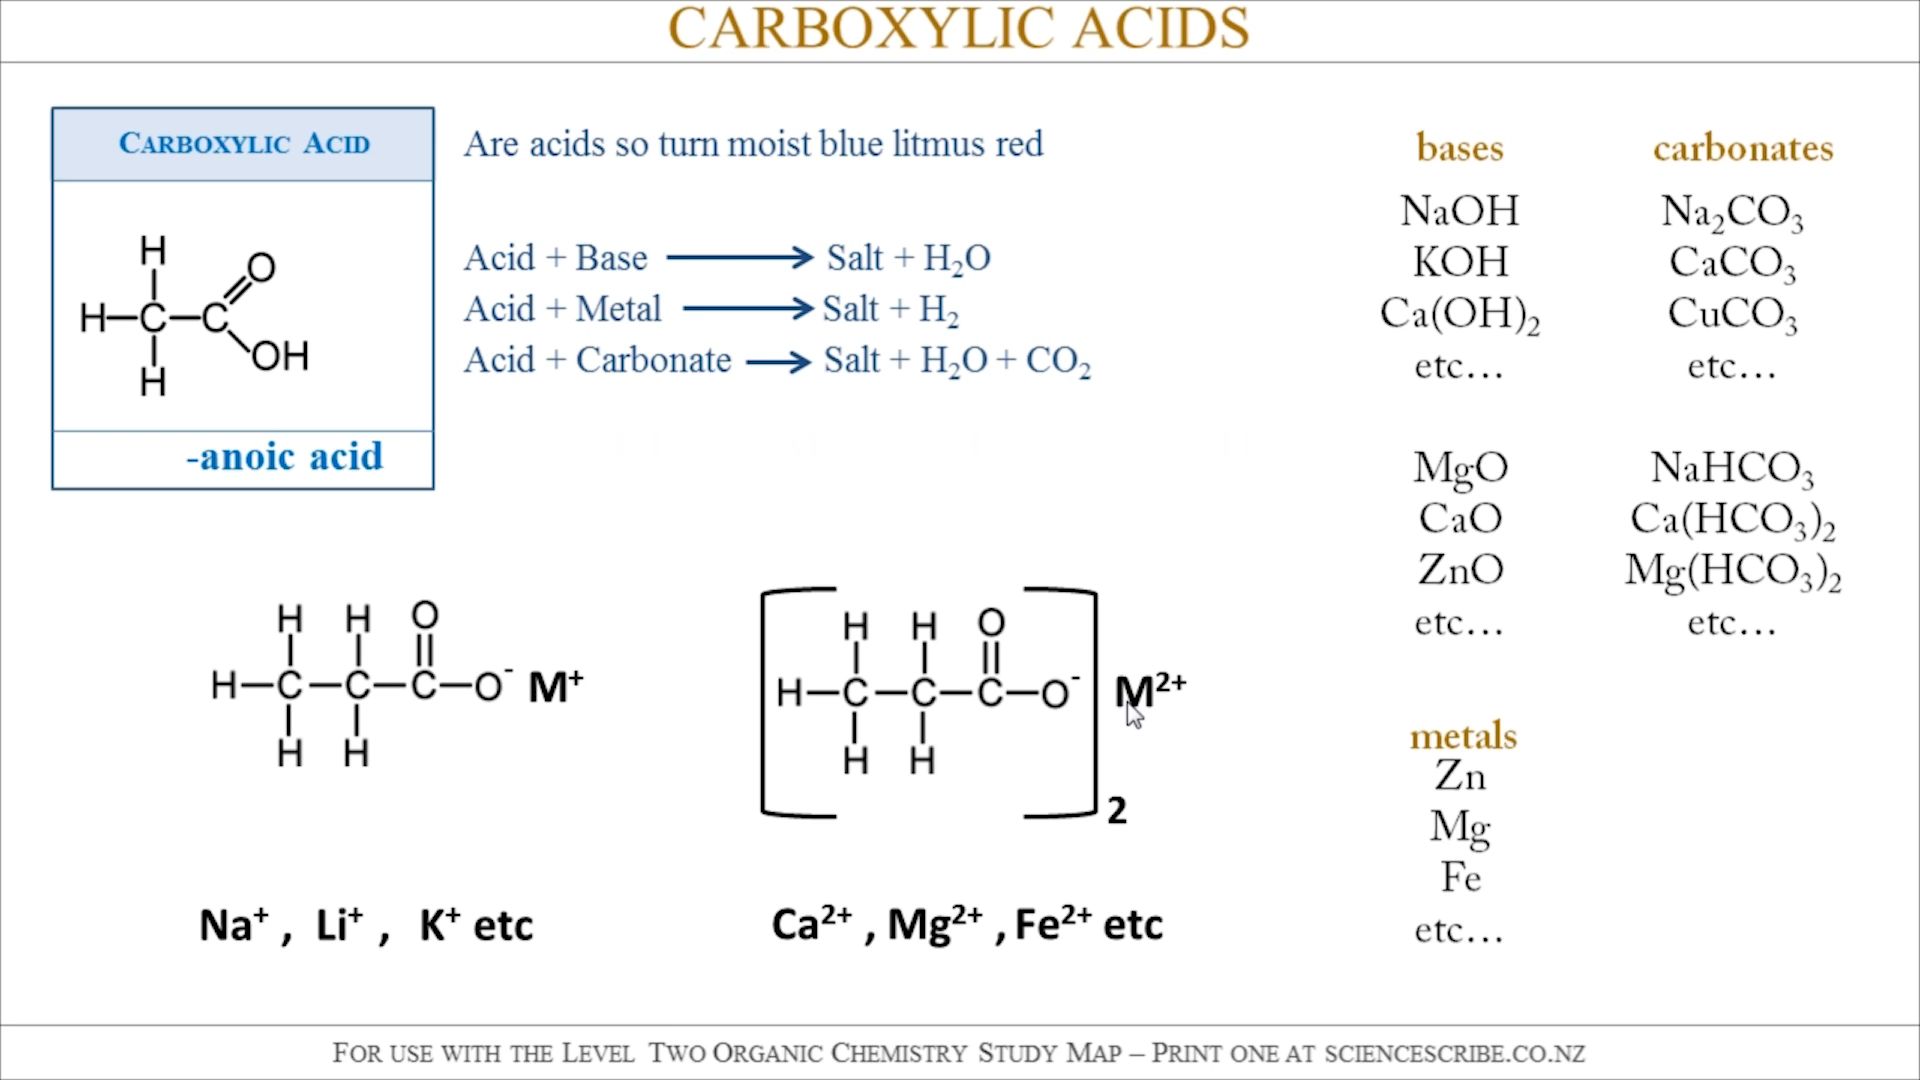 CARBOXYLIC ACIDS
CARBOXYLIC ACID
H
O
H–C–C
OH
H
-anoic acid
Are acids so turn moist blue litmus red
Acid + Base ⟶ Salt + H₂O
Acid + Metal ⟶ Salt + H₂
Acid + Carbonate ⟶ Salt + H₂O + CO₂
H H O
H–C–C–C–O⁻ M⁺
H H
Na⁺ , Li⁺ , K⁺ etc
H H O
H–C–C–C–O⁻ M²⁺
H H
2
Ca²⁺ , Mg²⁺ , Fe²⁺ etc
bases
NaOH
KOH
Ca(OH)₂
etc…
MgO
CaO
ZnO
etc…
carbonates
Na₂CO₃
CaCO₃
CuCO₃
etc…
NaHCO₃
Ca(HCO₃)₂
Mg(HCO₃)₂
etc…
metals
Zn
Mg
Fe
etc…
FOR USE WITH THE LEVEL TWO ORGANIC CHEMISTRY STUDY MAP – PRINT ONE AT SCIENCESCRIBE.CO.NZ